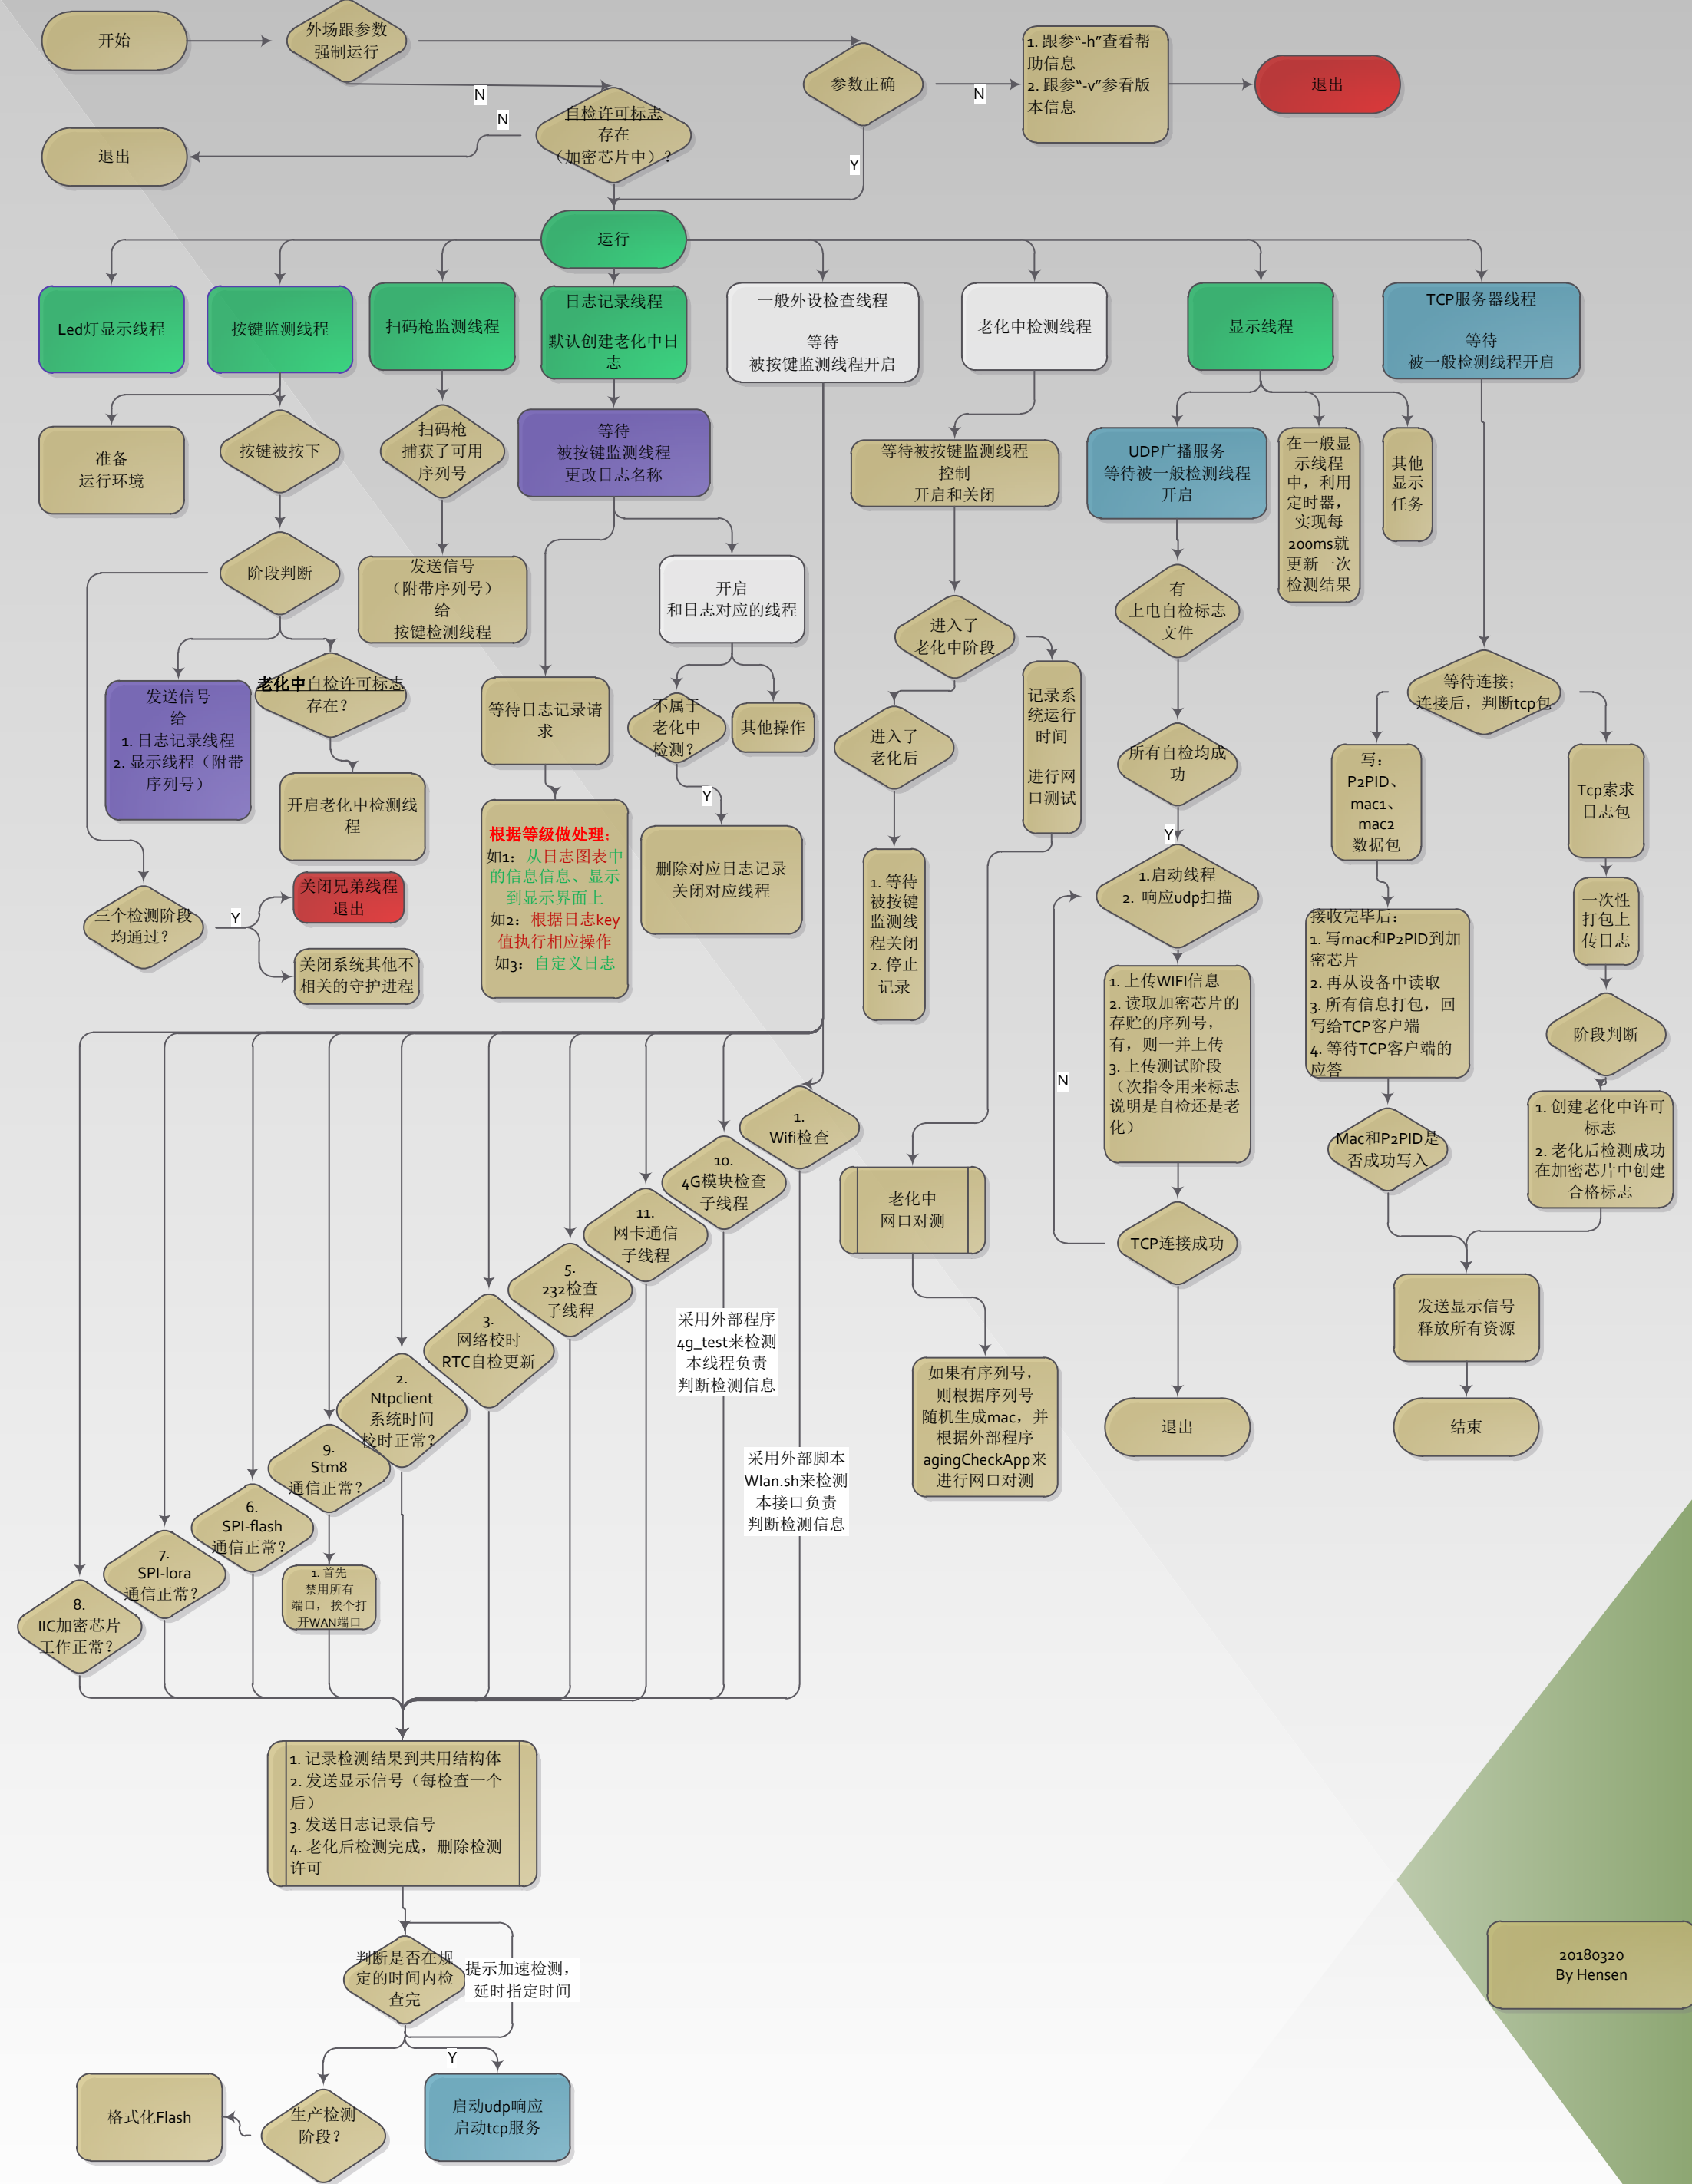 开始
外场跟参数
强制运行
参数正确
1. 跟参“-h”查看帮
助信息
2. 跟参“-v”参看版
本信息
退出
N
N
N
自检许可标志
存在
（加密芯片中）？
退出
Y
运行
Led灯显示线程
按键监测线程
扫码枪监测线程
日志记录线程
默认创建老化中日
志
一般外设检查线程
等待
被按键监测线程开启
老化中检测线程
显示线程
TCP服务器线程
等待
被一般检测线程开启
准备
运行环境
按键被按下
扫码枪
捕获了可用
序列号
等待
被按键监测线程
更改日志名称
等待被按键监测线程
控制
开启和关闭
UDP广播服务
等待被一般检测线程
开启
在一般显
示线程
中，利用
定时器，
实现每
200ms就
更新一次
检测结果
其他
显示
任务
阶段判断
发送信号
（附带序列号）
给
按键检测线程
开启
和日志对应的线程
有
上电自检标志
文件
进入了
老化中阶段
发送信号
给
1. 日志记录线程
2. 显示线程（附带
序列号）
老化中自检许可标志
存在？
等待日志记录请
求
不属于
老化中
检测？
其他操作
进入了
老化后
记录系
统运行
时间
进行网
口测试
所有自检均成
功
等待连接；
连接后，判断tcp包
写：
P2PID、
mac1、
mac2
数据包
Tcp索求
日志包
开启老化中检测线
程
Y
Y
根据等级做处理：
如1：从日志图表中
的信息信息、显示
到显示界面上
如2：根据日志key
值执行相应操作
如3：自定义日志
删除对应日志记录
关闭对应线程
1. 等待
被按键
监测线
程关闭
2. 停止
记录
1.启动线程
2. 响应udp扫描
三个检测阶段
均通过？
Y
关闭兄弟线程
退出
关闭系统其他不
相关的守护进程
接收完毕后：
1. 写mac和P2PID到加
密芯片
2. 再从设备中读取
3. 所有信息打包，回
写给TCP客户端
4. 等待TCP客户端的
应答
一次性
打包上
传日志
阶段判断
1. 上传WIFI信息
2. 读取加密芯片的
存贮的序列号，
有，则一并上传
3. 上传测试阶段
（次指令用来标志
说明是自检还是老
化）
N
Mac和P2PID是
否成功写入
1. 创建老化中许可
标志
2. 老化后检测成功
在加密芯片中创建
合格标志
1.
Wifi检查
10.
4G模块检查
子线程
11.
网卡通信
子线程
5.
232检查
子线程
3.
网络校时
RTC自检更新
2.
Ntpclient
系统时间
校时正常？
9.
Stm8
通信正常？
6.
SPI-flash
通信正常？
7.
SPI-lora
通信正常？
8.
IIC加密芯片
工作正常？
老化中
网口对测
TCP连接成功
发送显示信号
释放所有资源
采用外部程序
4g_test来检测
本线程负责
判断检测信息
如果有序列号，
则根据序列号
随机生成mac，并
根据外部程序
agingCheckApp来
进行网口对测
退出
结束
采用外部脚本
Wlan.sh来检测
本接口负责
判断检测信息
1. 首先
禁用所有
端口，挨个打
开WAN端口
1. 记录检测结果到共用结构体
2. 发送显示信号（每检查一个
后）
3. 发送日志记录信号
4. 老化后检测完成，删除检测
许可
判断是否在规
定的时间内检
查完
提示加速检测，
延时指定时间
Y
格式化Flash
生产检测
阶段？
启动udp响应
启动tcp服务
20180320
By Hensen